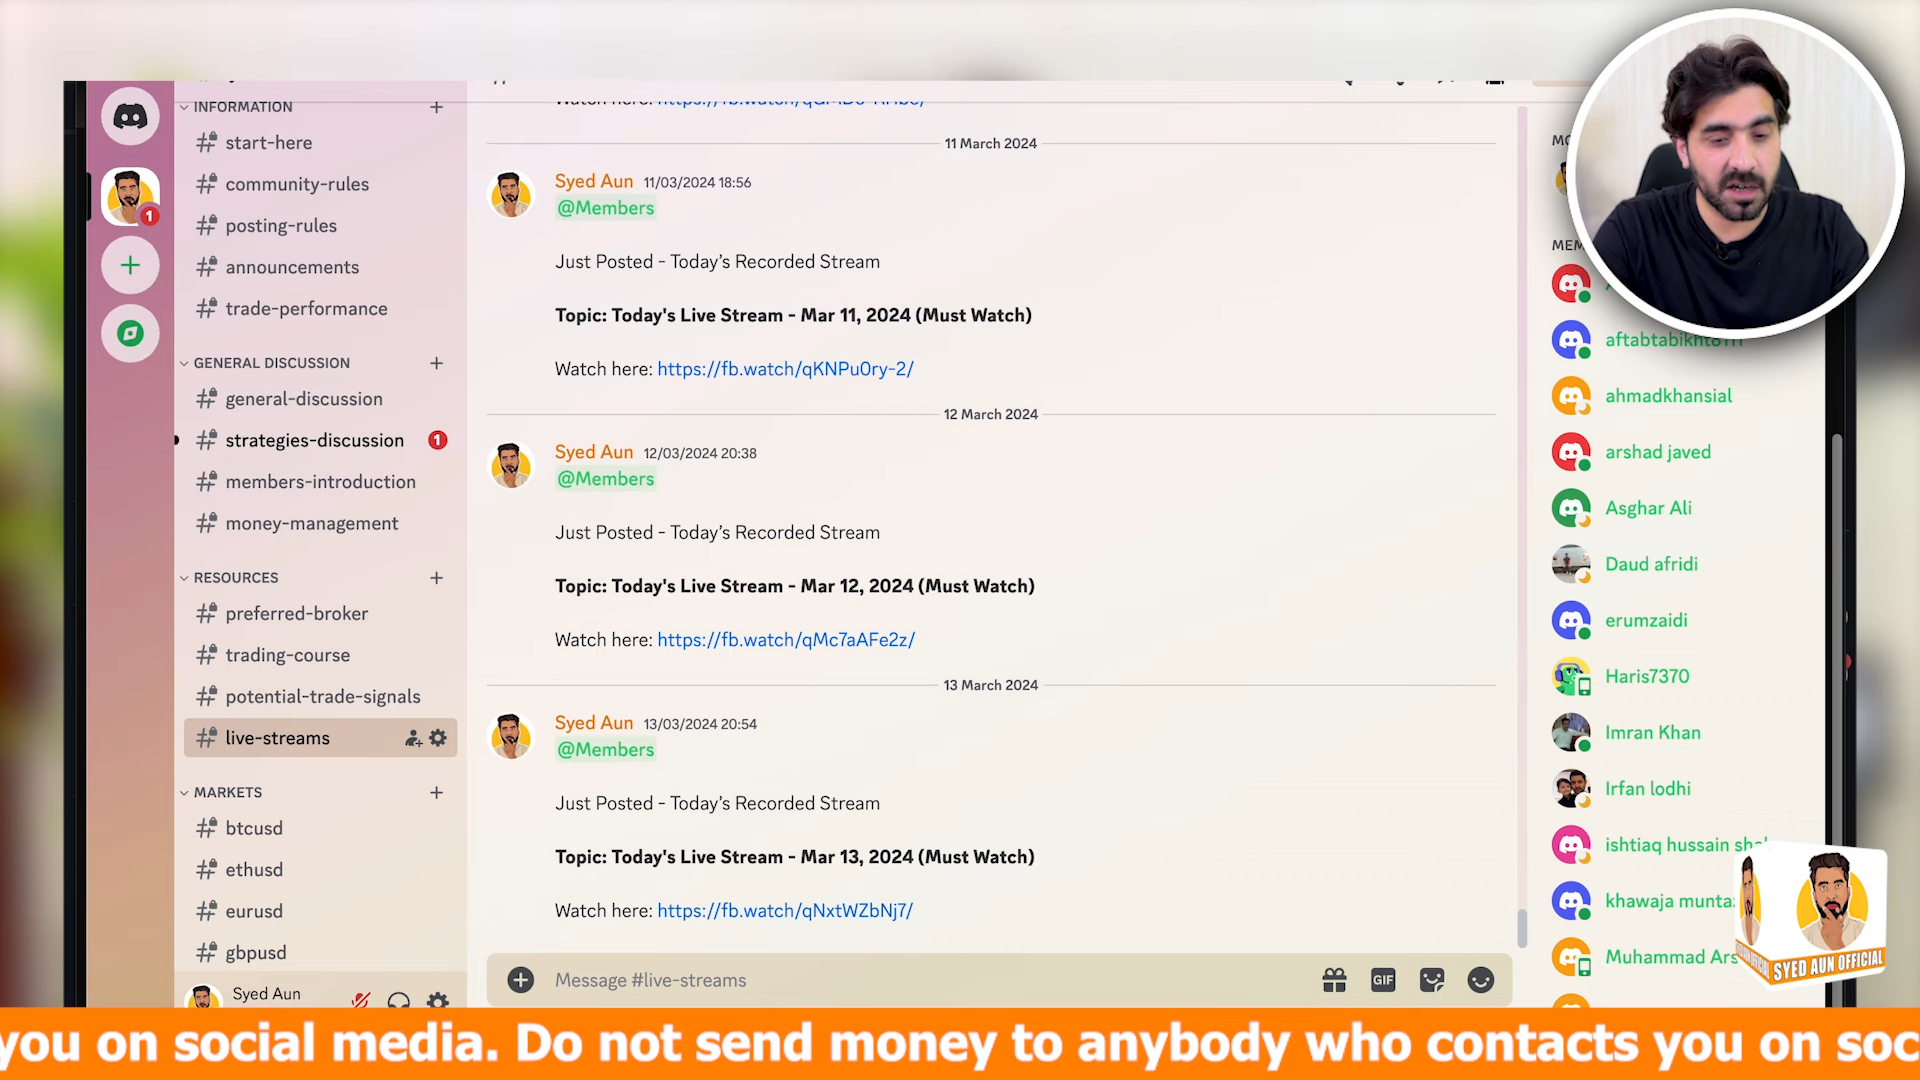 INFORMATION
start-here
community-rules
posting-rules
announcements
trade-performance
GENERAL DISCUSSION
general-discussion
strategies-discussion 1
members-introduction
money-management
RESOURCES
preferred-broker
trading-course
potential-trade-signals
live-streams
MARKETS
btcusd
ethusd
eurusd
gbpusd
Syed Aun
1
Watch here:
11 March 2024
Syed Aun 11/03/2024 18:56
@Members
Just Posted - Today's Recorded Stream
Topic: Today's Live Stream - Mar 11, 2024 (Must Watch)
Watch here: https://fb.watch/qKNPu0ry-2/
12 March 2024
Syed Aun 12/03/2024 20:38
@Members
Just Posted - Today's Recorded Stream
Topic: Today's Live Stream - Mar 12, 2024 (Must Watch)
Watch here: https://fb.watch/qMc7aAFe2z/
13 March 2024
Syed Aun 13/03/2024 20:54
@Members
Just Posted - Today's Recorded Stream
Topic: Today's Live Stream - Mar 13, 2024 (Must Watch)
Watch here: https://fb.watch/qNxtWZbNj7/
Message #live-streams
GIF
ahmadkhansial
arshad javed
Asghar Ali
Daud afridi
erumzaidi
Haris7370
Imran Khan
Irfan lodhi
ishtiaq hussain
khawaja
Muhammad
SYED AUN OFFICIAL
you on social media. Do not send money to anybody who contacts you on soc